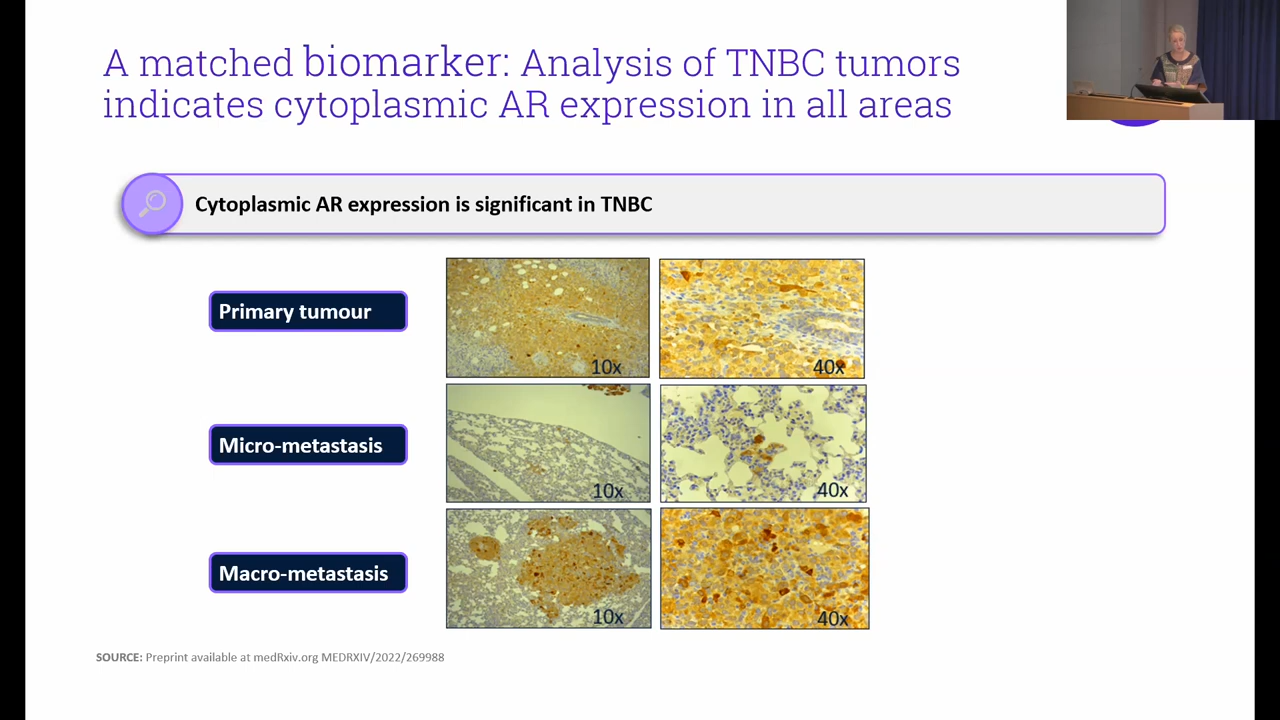 A matched biomarker: Analysis of TNBC tumors
indicates cytoplasmic AR expression in all areas
Cytoplasmic AR expression is significant in TNBC
Primary tumour
10x
40x
Micro-metastasis
10x
40x
Macro-metastasis
10x
40x
SOURCE: Preprint available at medRxiv.org MEDRXIV/2022/269988